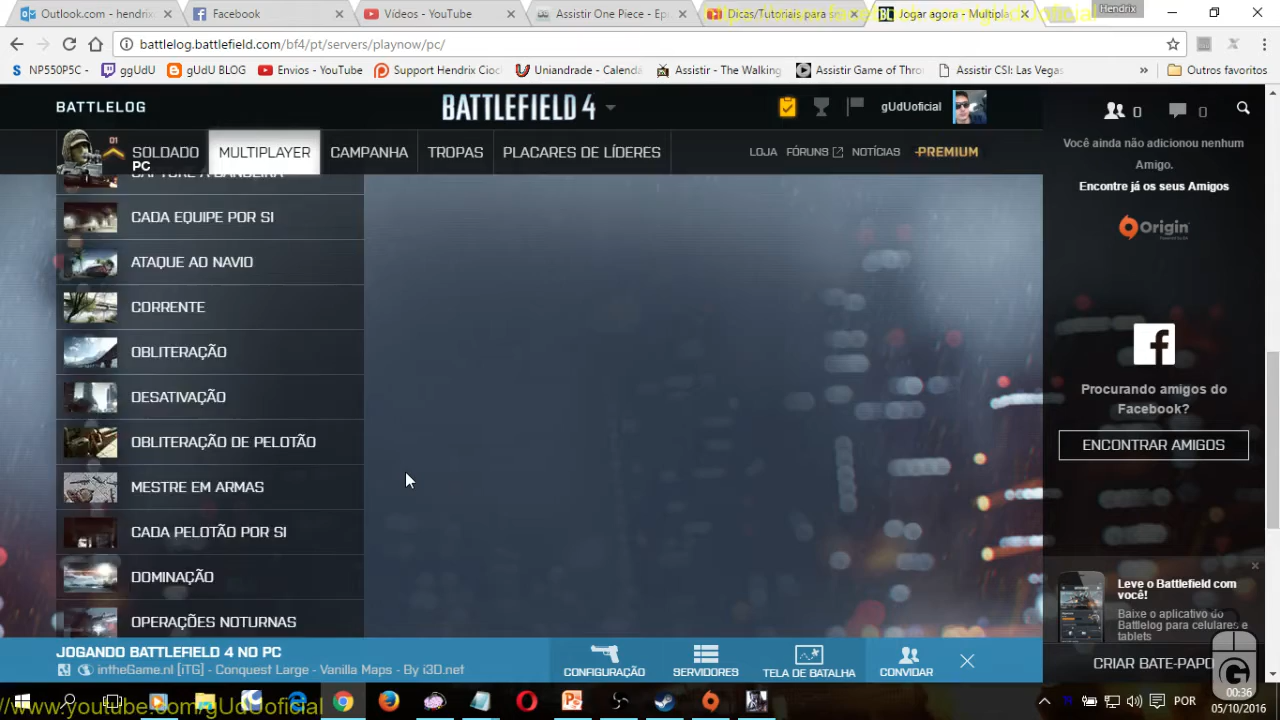 Outlook.com - hendrix
Facebook
Vídeos - YouTube
Assistir One Piece - Ep
Dicas/Tutoriais para
Jogar agora - Multipla
Hendrix
battlelog.battlefield.com/bf4/pt/servers/playnow/pc/
NP550P5C
ggUdU
gUdU BLOG
Envios - YouTube
Support Hendrix Cioc
Uniandrade - Calenda
Assistir - The Walking
Assistir Game of Thro
Assistir CSI: Las Vegas
»
Outros favoritos
BATTLELOG
BATTLEFIELD 4
gUdUoficial
0
0
01
SOLDADO
PC
MULTIPLAYER
CAMPANHA
TROPAS
PLACARES DE LÍDERES
LOJA
FÓRUNS
NOTÍCIAS
PREMIUM
CAPTURE A BANDEIRA
CADA EQUIPE POR SI
ATAQUE AO NAVIO
CORRENTE
OBLITERAÇÃO
DESATIVAÇÃO
OBLITERAÇÃO DE PELOTÃO
MESTRE EM ARMAS
CADA PELOTÃO POR SI
DOMINAÇÃO
OPERAÇÕES NOTURNAS
Você ainda não adicionou nenhum
Amigo.
Encontre já os seus Amigos
Origin
Procurando amigos do
Facebook?
ENCONTRAR AMIGOS
Leve o Battlefield com
você!
Baixe o aplicativo do
Battlelog para celulares e
tablets
CRIAR BATE-PAPO
JOGANDO BATTLEFIELD 4 NO PC
intheGame.nl [iTG] - Conquest Large - Vanilla Maps - By i3D.net
CONFIGURAÇÃO
SERVIDORES
TELA DE BATALHA
CONVIDAR
//www.youtube.com/gUdUoficial
POR
00:36
05/10/2016